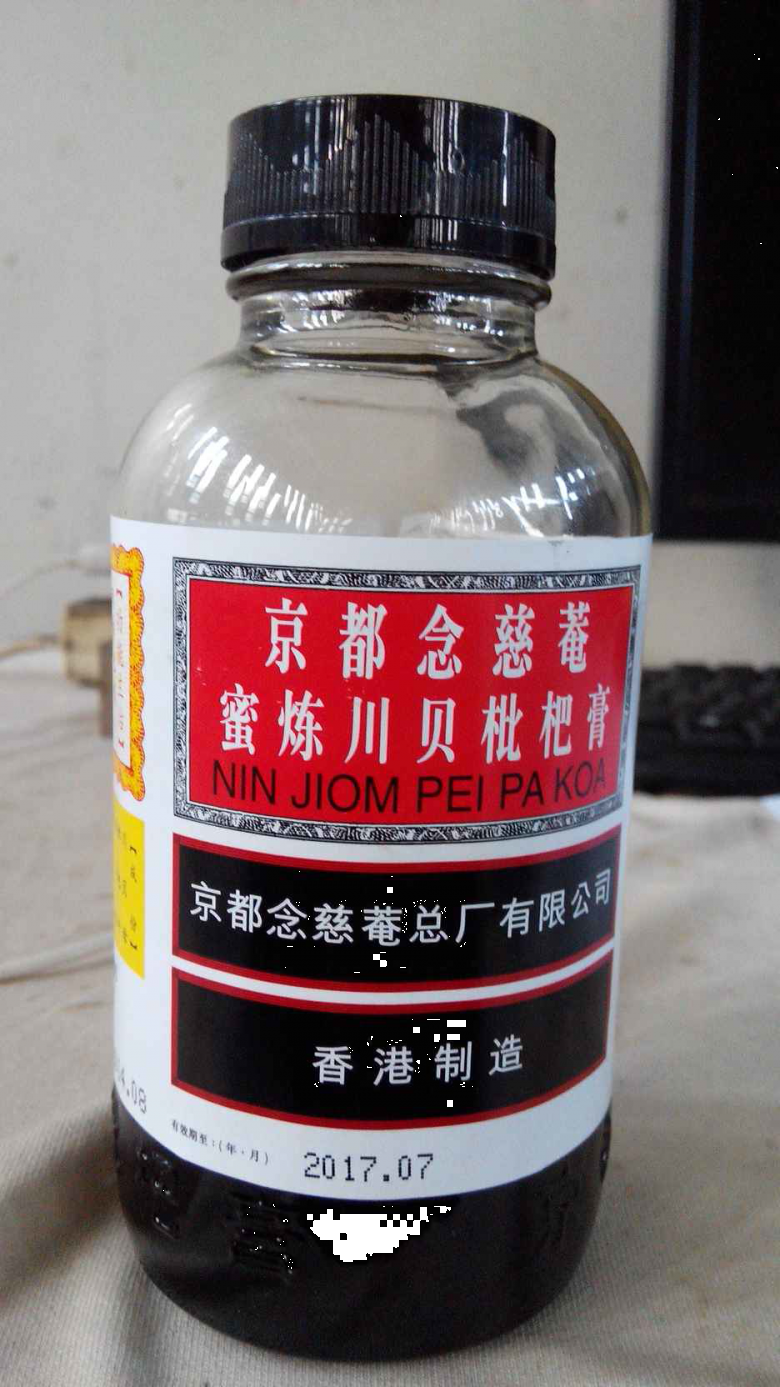 京都念慈菴
蜜炼川贝枇杷膏
NIN JIOM PEI PA KOA
京都念慈菴总厂有限公司
香港制造
有效期至:(年·月)
2017.07
4.08